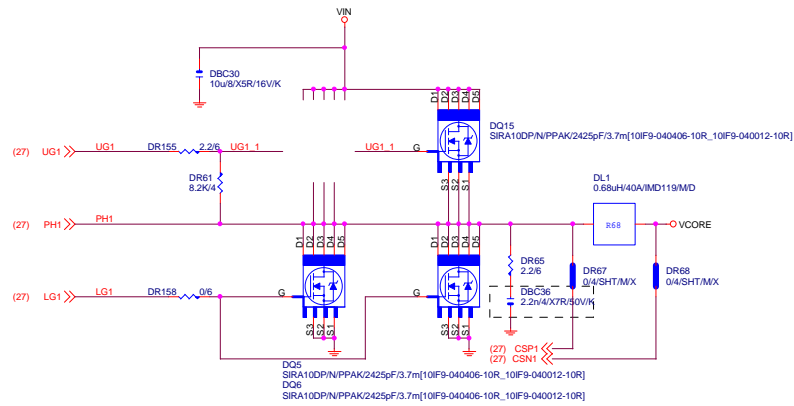 VIN
DBC30
10u/8/X5R/16V/K
D1 D2 D3 D4 D5
DQ15
SIRA10DP/N/PPAK/2425pF/3.7m[10IF9-040406-10R_10IF9-040012-10R]
(27) UG1 UG1 DR155 2.2/6 UG1_1 UG1_1 G
S3 S2 S1
DR61
8.2K/4
DL1
0.68uH/40A/IMD119/M/D
(27) PH1 PH1 R68 VCORE
D1 D2 D3 D4 D5 D1 D2 D3 D4 D5
DR65
2.2/6
DR67
0/4/SHT/M/X
DR68
0/4/SHT/M/X
(27) LG1 LG1 DR158 0/6 G G
DBC36
2.2n/4/X7R/50V/K
S3 S2 S1 S3 S2 S1
(27) CSP1
(27) CSN1
DQ5
SIRA10DP/N/PPAK/2425pF/3.7m[10IF9-040406-10R_10IF9-040012-10R]
DQ6
SIRA10DP/N/PPAK/2425pF/3.7m[10IF9-040406-10R_10IF9-040012-10R]